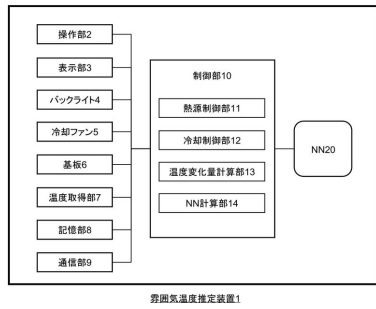 操作部2
表示部3
バックライト4
冷却ファン5
基板6
温度取得部7
記憶部8
通信部9
制御部10
熱源制御部11
冷却制御部12
温度変化量計算部13
NN計算部14
NN20
雰囲気温度推定装置1